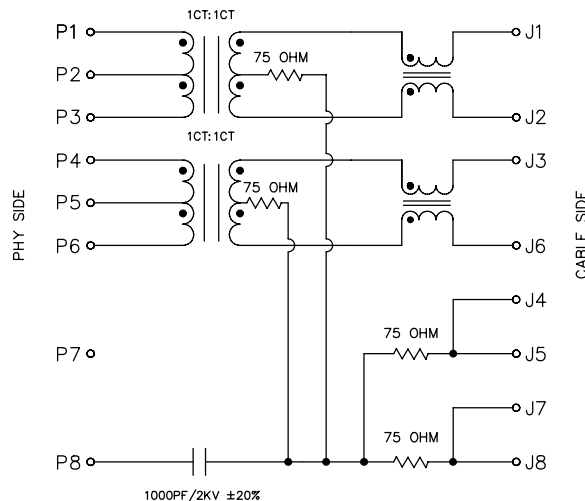 1CT:1CT
P1
J1
75 OHM
P2
P3
J2
1CT:1CT
P4
J3
75 OHM
P5
P6
J6
PHY SIDE
CABLE SIDE
J4
75 OHM
P7
J5
J7
75 OHM
P8
J8
1000PF/2KV ±20%